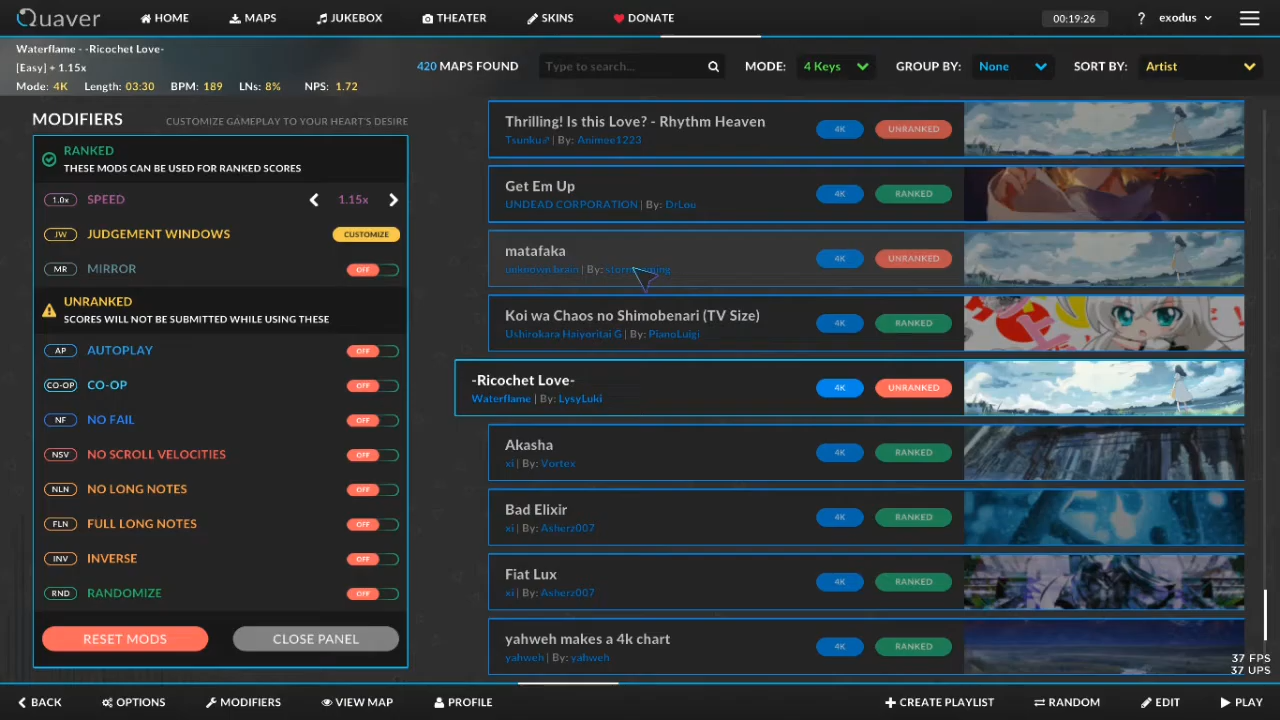 Quaver HOME MAPS JUKEBOX THEATER SKINS DONATE 00:19:26 ? exodus
Waterflame - -Ricochet Love-
[Easy] + 1.15x
Mode: 4K Length: 03:30 BPM: 189 LNs: 8% NPS: 1.72
420 MAPS FOUND Type to search... MODE: 4 Keys GROUP BY: None SORT BY: Artist
MODIFIERS CUSTOMIZE GAMEPLAY TO YOUR HEART'S DESIRE
RANKED
THESE MODS CAN BE USED FOR RANKED SCORES
1.0x SPEED 1.15x
JW JUDGEMENT WINDOWS CUSTOMIZE
MR MIRROR OFF
UNRANKED
SCORES WILL NOT BE SUBMITTED WHILE USING THESE
AP AUTOPLAY OFF
CO-OP CO-OP OFF
NF NO FAIL OFF
NSV NO SCROLL VELOCITIES OFF
NLN NO LONG NOTES OFF
FLN FULL LONG NOTES OFF
INV INVERSE OFF
RND RANDOMIZE OFF
RESET MODS CLOSE PANEL
Thrilling! Is this Love? - Rhythm Heaven
Tsunku♂ | By: Animee1223
4K UNRANKED
Get Em Up
UNDEAD CORPORATION | By: DrLou
4K RANKED
matafaka
unknown brain | By:
4K UNRANKED
Koi wa Chaos no Shimobenari (TV Size)
Ushirokara Haiyoritai G | By: PianoLuigi
4K RANKED
-Ricochet Love-
Waterflame | By: LysyLuki
4K UNRANKED
Akasha
xi | By: Vortex
4K RANKED
Bad Elixir
xi | By: Asherz007
4K RANKED
Fiat Lux
xi | By: Asherz007
4K RANKED
yahweh makes a 4k chart
yahweh | By: yahweh
4K RANKED
37 FPS
37 UPS
BACK OPTIONS MODIFIERS VIEW MAP PROFILE CREATE PLAYLIST RANDOM EDIT PLAY